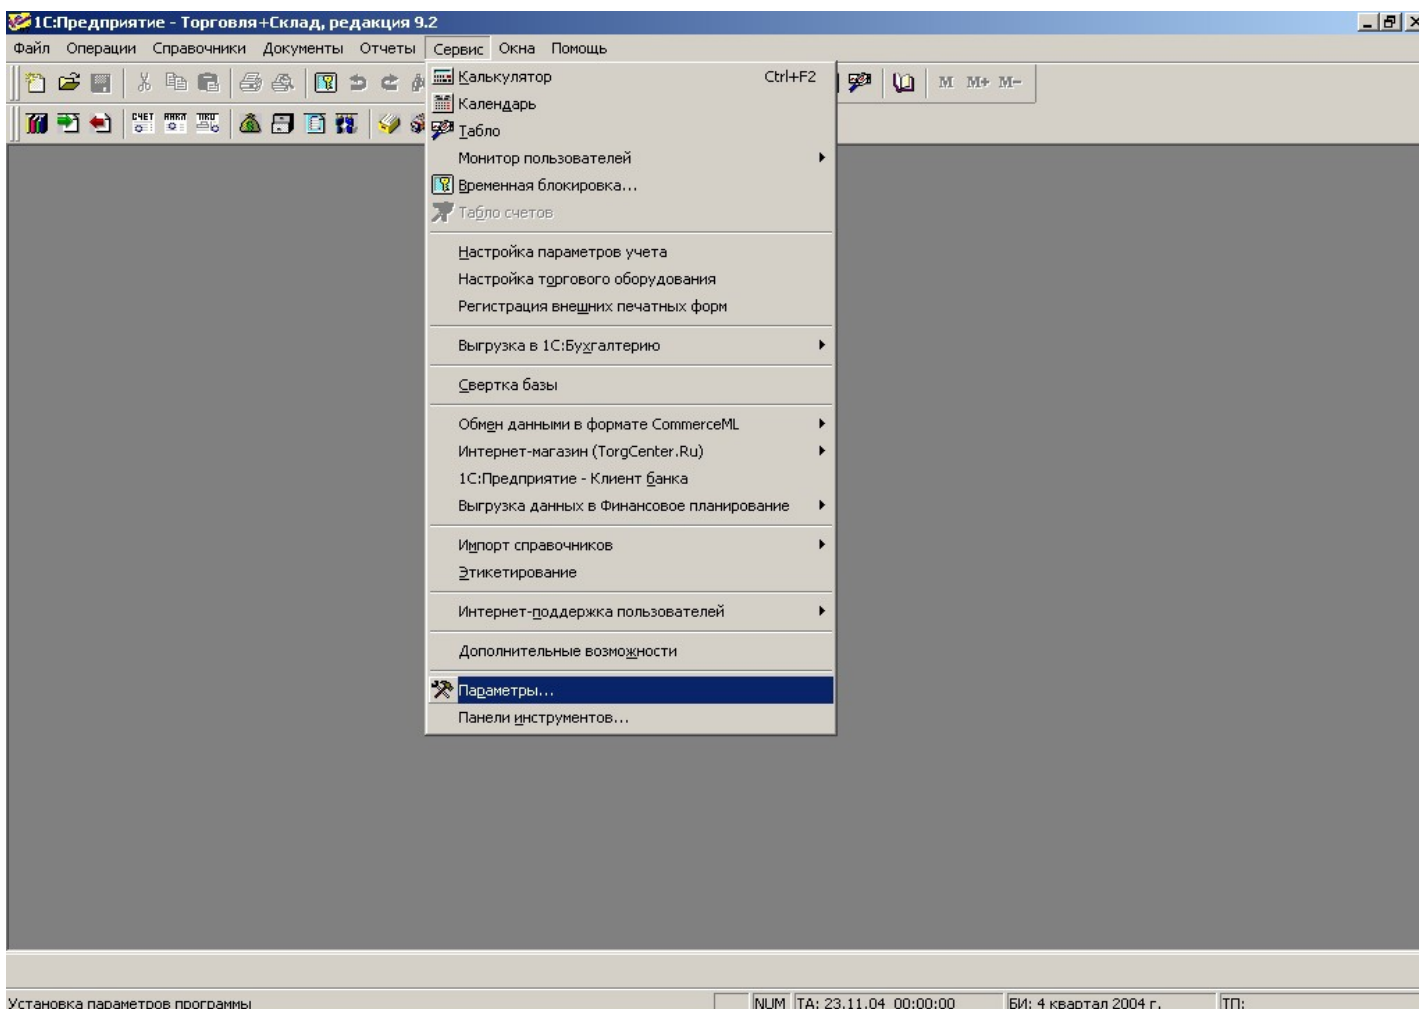 1С:Предприятие - Торговля+Склад, редакция 9.2
Файл Операции Справочники Документы Отчеты Сервис Окна Помощь
M M+ M-
СЧЕТ
Калькулятор Ctrl+F2
Календарь
Табло
Монитор пользователей
Временная блокировка...
Табло счетов
Настройка параметров учета
Настройка торгового оборудования
Регистрация внешних печатных форм
Выгрузка в 1С:Бухгалтерию
Свертка базы
Обмен данными в формате CommerceML
Интернет-магазин (TorgCenter.Ru)
1С:Предприятие - Клиент банка
Выгрузка данных в Финансовое планирование
Импорт справочников
Этикетирование
Интернет-поддержка пользователей
Дополнительные возможности
Параметры...
Панели инструментов...
Установка параметров программы NUM ТА: 23.11.04 00:00:00 БИ: 4 квартал 2004 г. ТП: